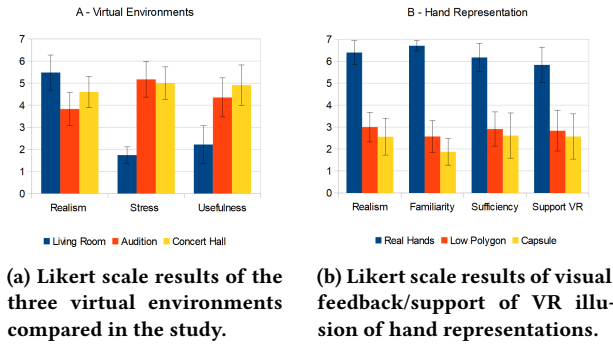 A - Virtual Environments
7
6
5
4
3
2
1
0
Realism Stress Usefulness
Living Room Audition Concert Hall
(a) Likert scale results of the
three virtual environments
compared in the study.
B - Hand Representation
7
6
5
4
3
2
1
0
Realism Familiarity Sufficiency Support VR
Real Hands Low Polygon Capsule
(b) Likert scale results of visual
feedback/support of VR illu-
sion of hand representations.